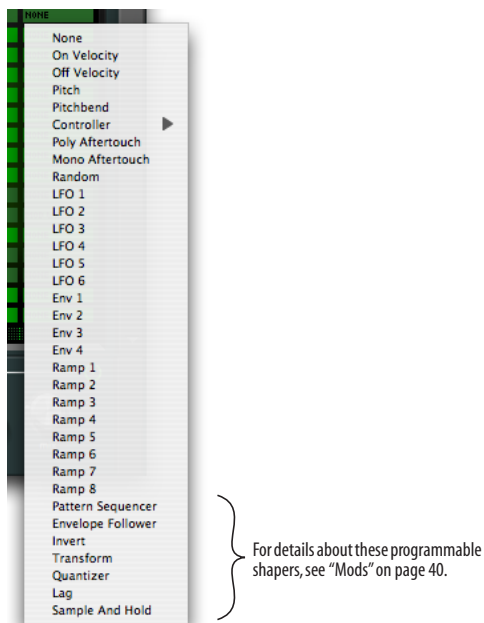 NONE
None
On Velocity
Off Velocity
Pitch
Pitchbend
Controller
Poly Aftertouch
Mono Aftertouch
Random
LFO 1
LFO 2
LFO 3
LFO 4
LFO 5
LFO 6
Env 1
Env 2
Env 3
Env 4
Ramp 1
Ramp 2
Ramp 3
Ramp 4
Ramp 5
Ramp 6
Ramp 7
Ramp 8
Pattern Sequencer
Envelope Follower
Invert
Transform
Quantizer
Lag
Sample And Hold
For details about these programmable
shapers, see “Mods” on page 40.